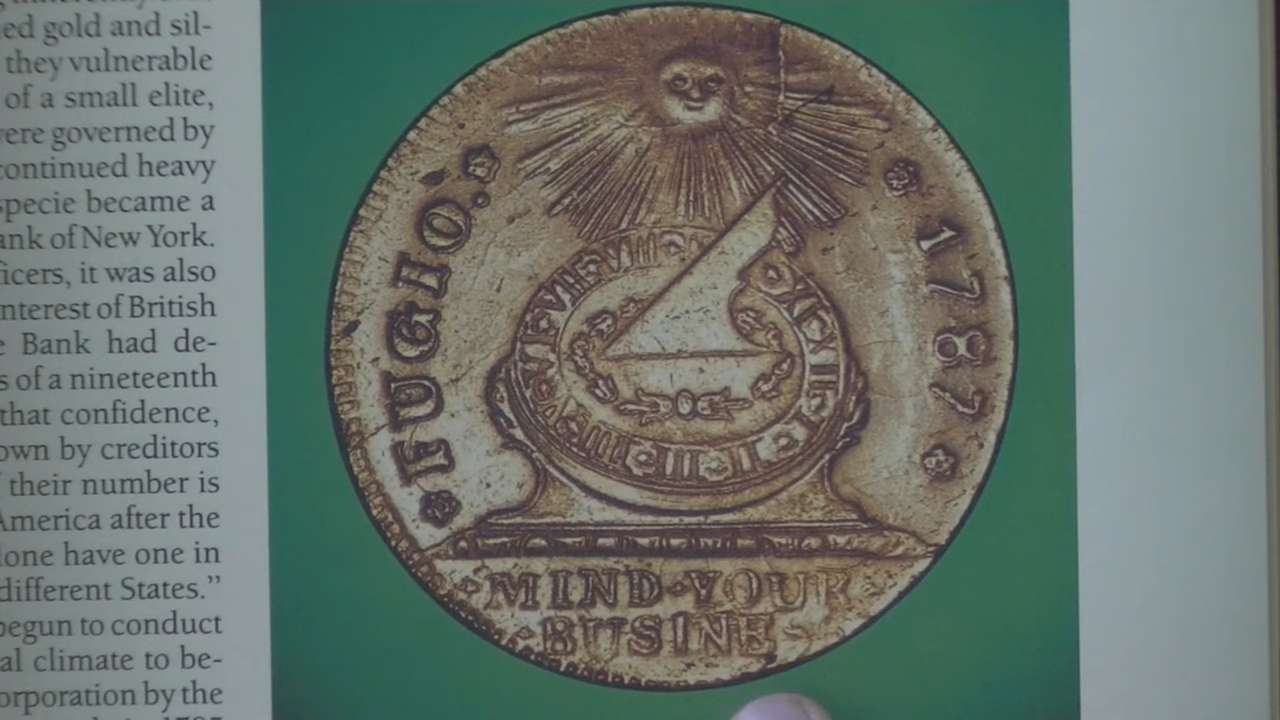 ed gold and sil-
they vulnerable
of a small elite,
ere governed by
continued heavy
specie became a
ank of New York.
ficers, it was also
nterest of British
Bank had de-
s of a nineteenth
that confidence,
own by creditors
their number is
America after the
lone have one in
different States.”
begun to conduct
al climate to be-
orporation by the
FUGIO.
1787
MIND YOUR
BUSINE